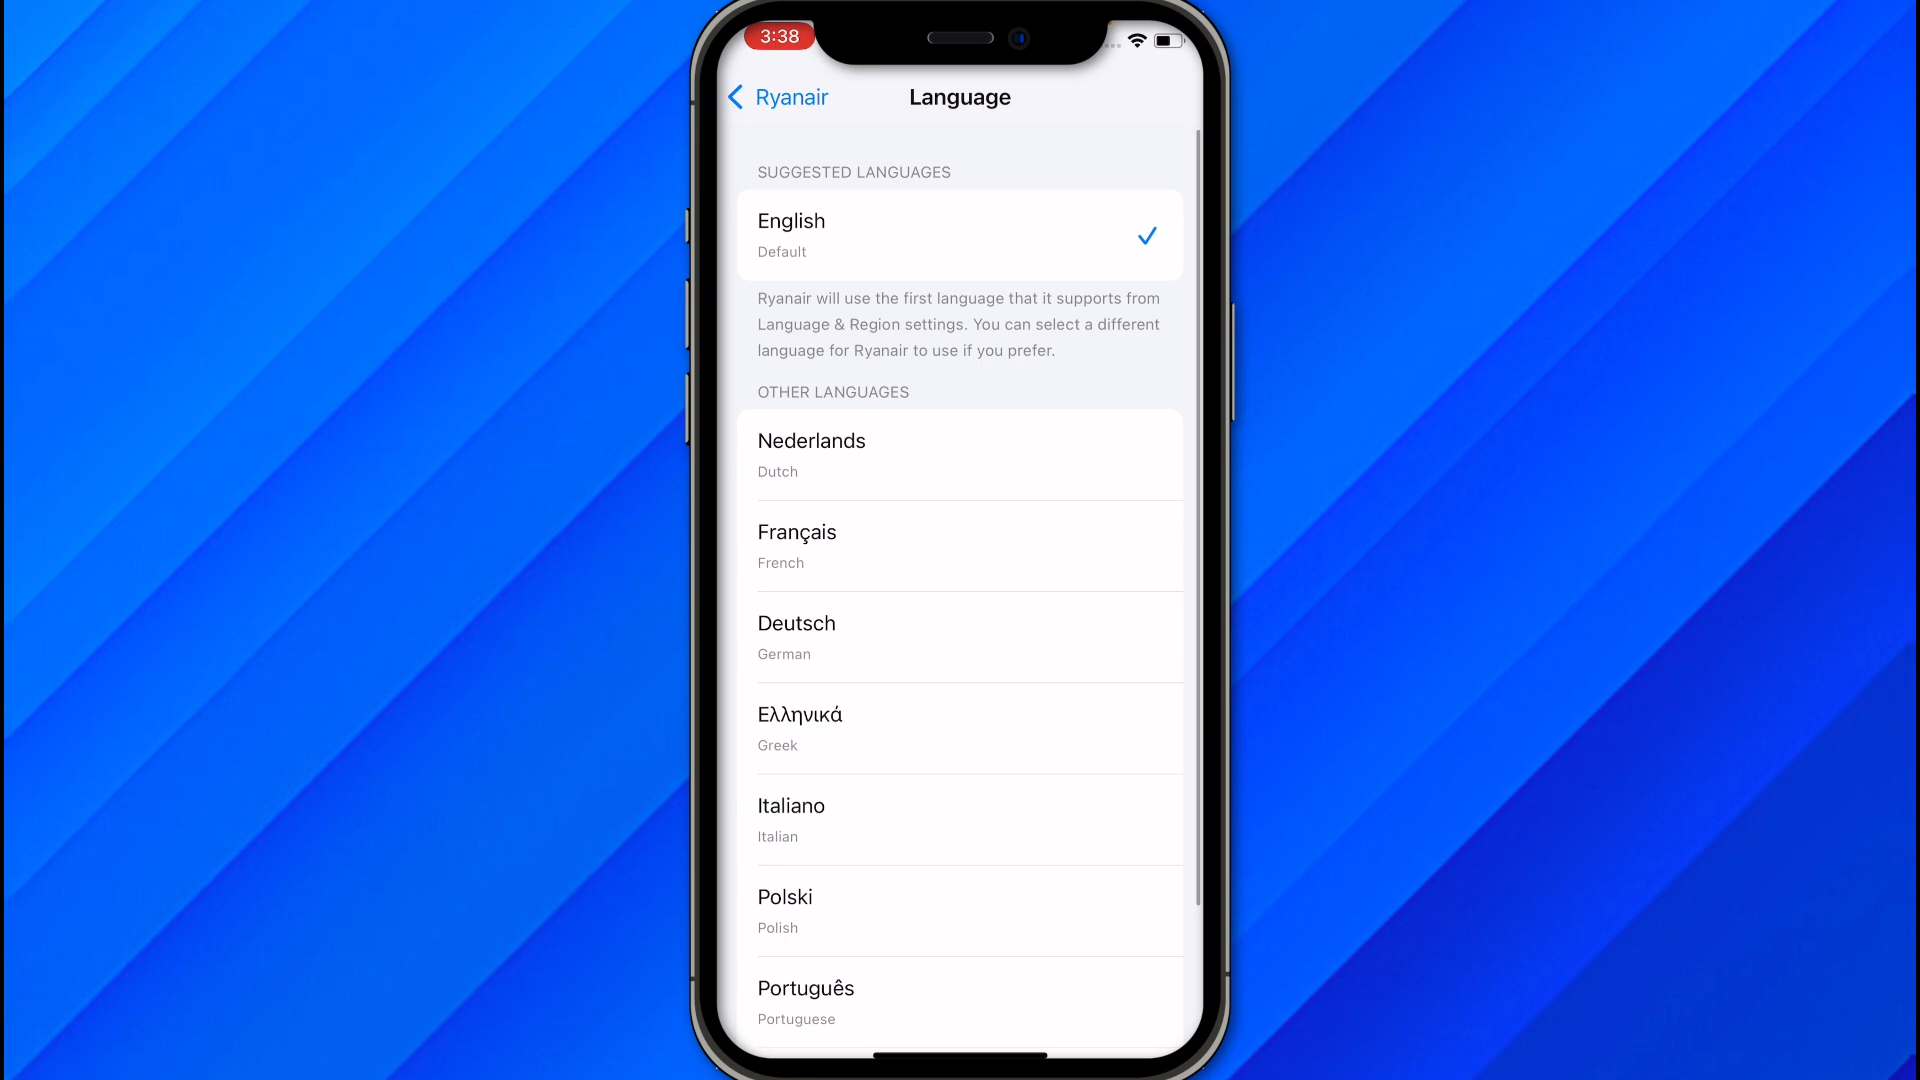 3:38
Ryanair
Language
SUGGESTED LANGUAGES
English
Default
Ryanair will use the first language that it supports from
Language & Region settings. You can select a different
language for Ryanair to use if you prefer.
OTHER LANGUAGES
Nederlands
Dutch
Français
French
Deutsch
German
Ελληνικά
Greek
Italiano
Italian
Polski
Polish
Português
Portuguese